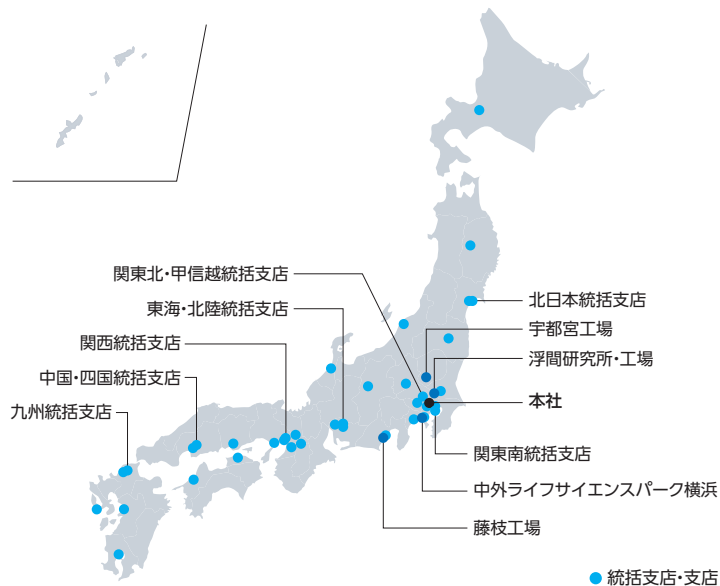 関東北・甲信越統括支店
東海・北陸統括支店
関西統括支店
中国・四国統括支店
九州統括支店
北日本統括支店
宇都宮工場
浮間研究所・工場
本社
関東南統括支店
中外ライフサイエンスパーク横浜
藤枝工場
統括支店・支店